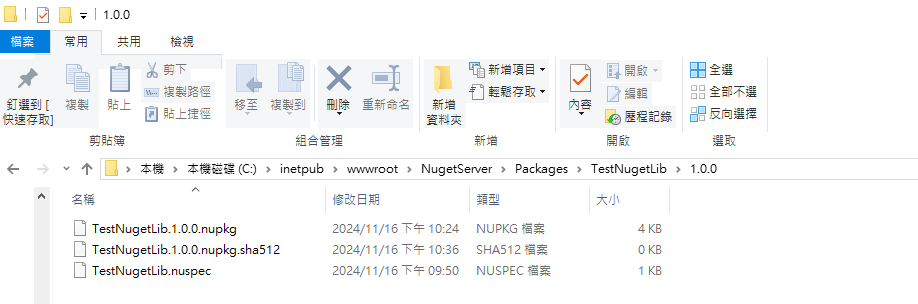 1.0.0
檔案 常用 共用 檢視
釘選到 [快速存取] 複製 貼上 剪下 複製路徑 貼上捷徑 移至 複製到 刪除 重新命名 新增資料夾 新增項目 輕鬆存取 內容 開啟 編輯 歷程記錄 全選 全部不選 反向選擇
剪貼簿 組合管理 新增 開啟 選取
本機 本機磁碟 (C:) inetpub wwwroot NugetServer Packages TestNugetLib 1.0.0
名稱 修改日期 類型 大小
TestNugetLib.1.0.0.nupkg 2024/11/16 下午 10:24 NUPKG 檔案 4 KB
TestNugetLib.1.0.0.nupkg.sha512 2024/11/16 下午 10:36 SHA512 檔案 0 KB
TestNugetLib.nuspec 2024/11/16 下午 09:50 NUSPEC 檔案 1 KB